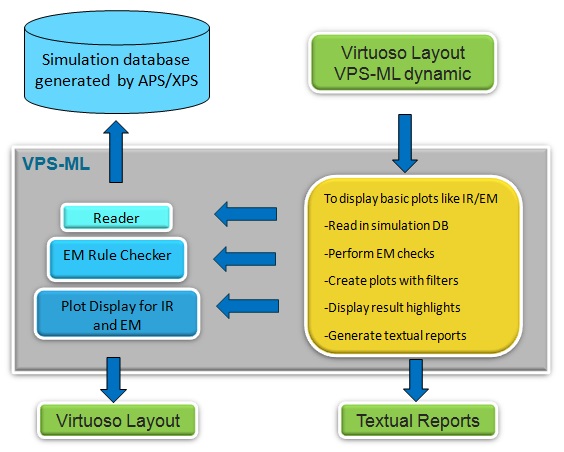 Simulation database
generated by APS/XPS
Virtuoso Layout
VPS-ML dynamic
VPS-ML
Reader
EM Rule Checker
Plot Display for IR
and EM
To display basic plots like IR/EM
-Read in simulation DB
-Perform EM checks
-Create plots with filters
-Display result highlights
-Generate textual reports
Virtuoso Layout
Textual Reports